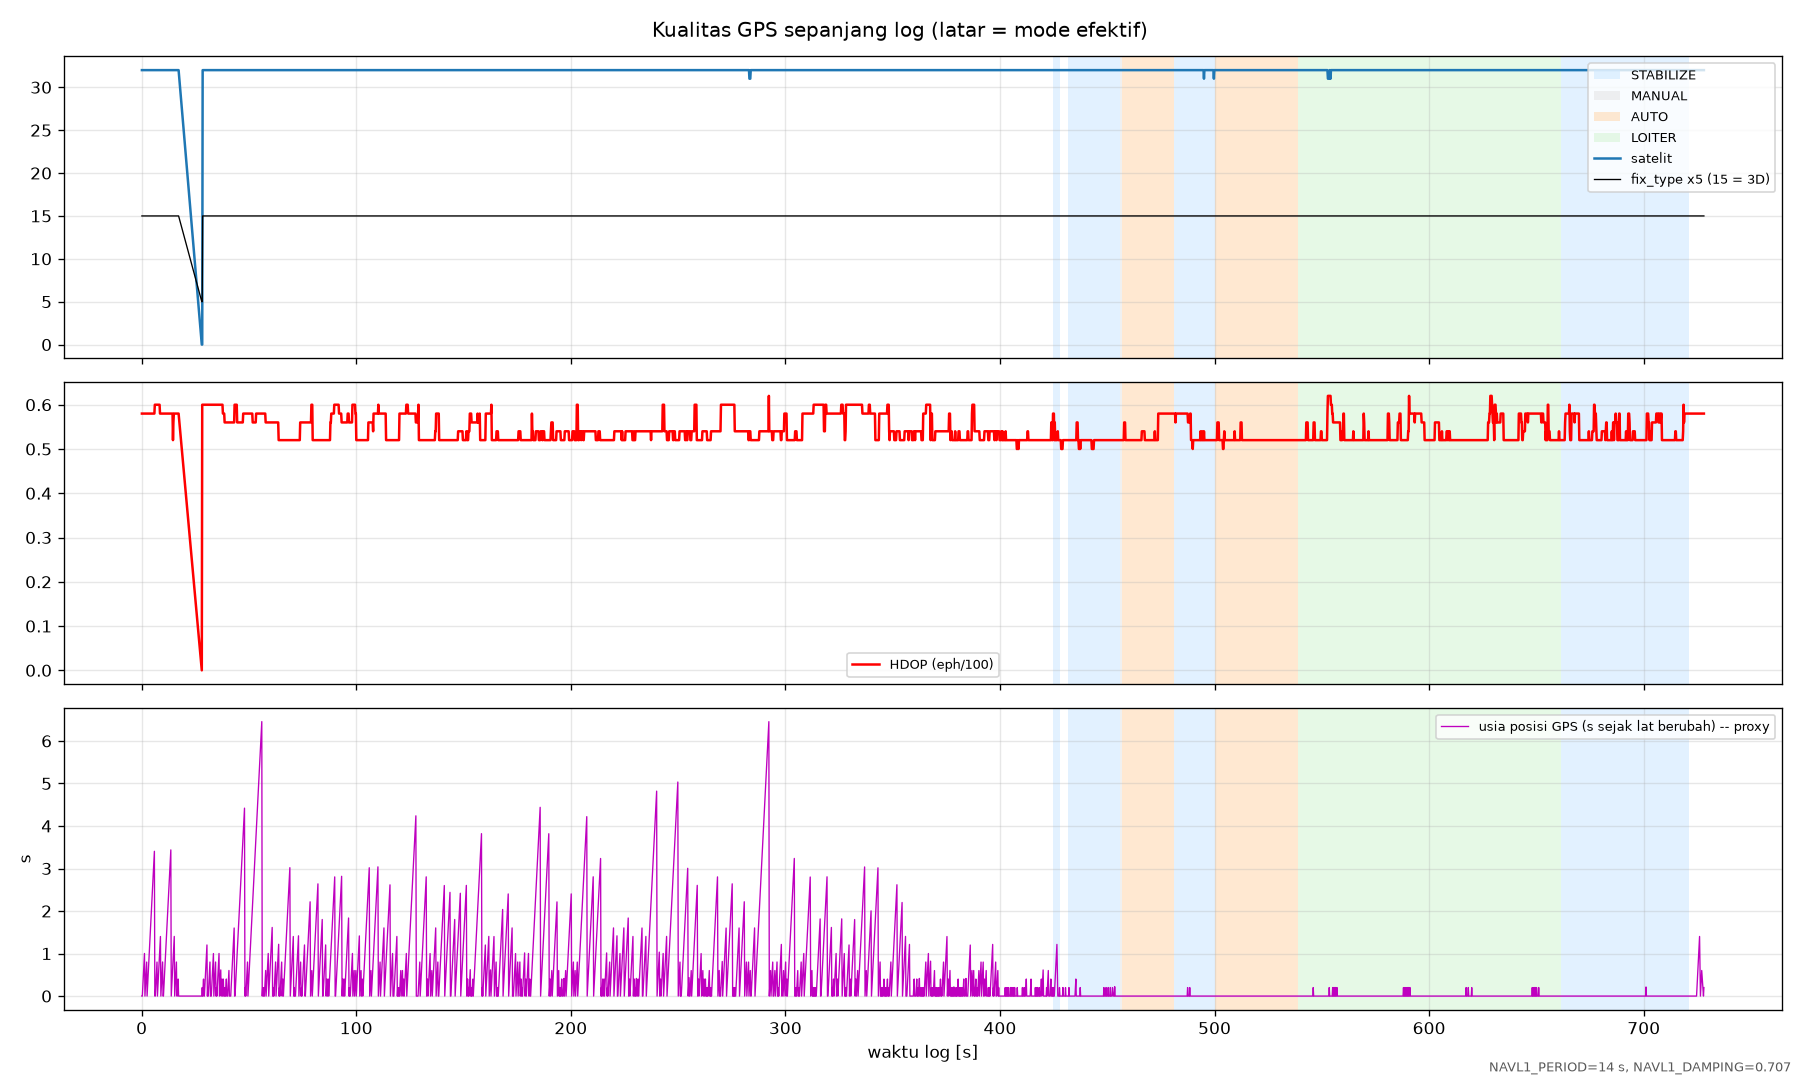 Kualitas GPS sepanjang log (latar = mode efektif)
30
25
20
15
10
5
0
STABILIZE
MANUAL
AUTO
LOITER
satelit
fix_type x5 (15 = 3D)
0.6
0.5
0.4
0.3
0.2
0.1
0.0
HDOP (eph/100)
6
5
4
3
2
1
0
s
usia posisi GPS (s sejak lat berubah) -- proxy
0 100 200 300 400 500 600 700
waktu log [s]
NAVL1_PERIOD=14 s, NAVL1_DAMPING=0.707